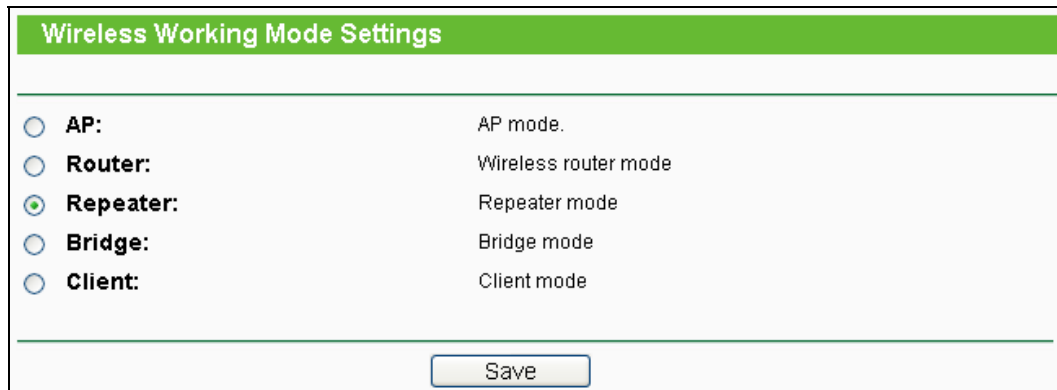 Wireless Working Mode Settings
AP: AP mode.
Router: Wireless router mode
Repeater: Repeater mode
Bridge: Bridge mode
Client: Client mode
Save